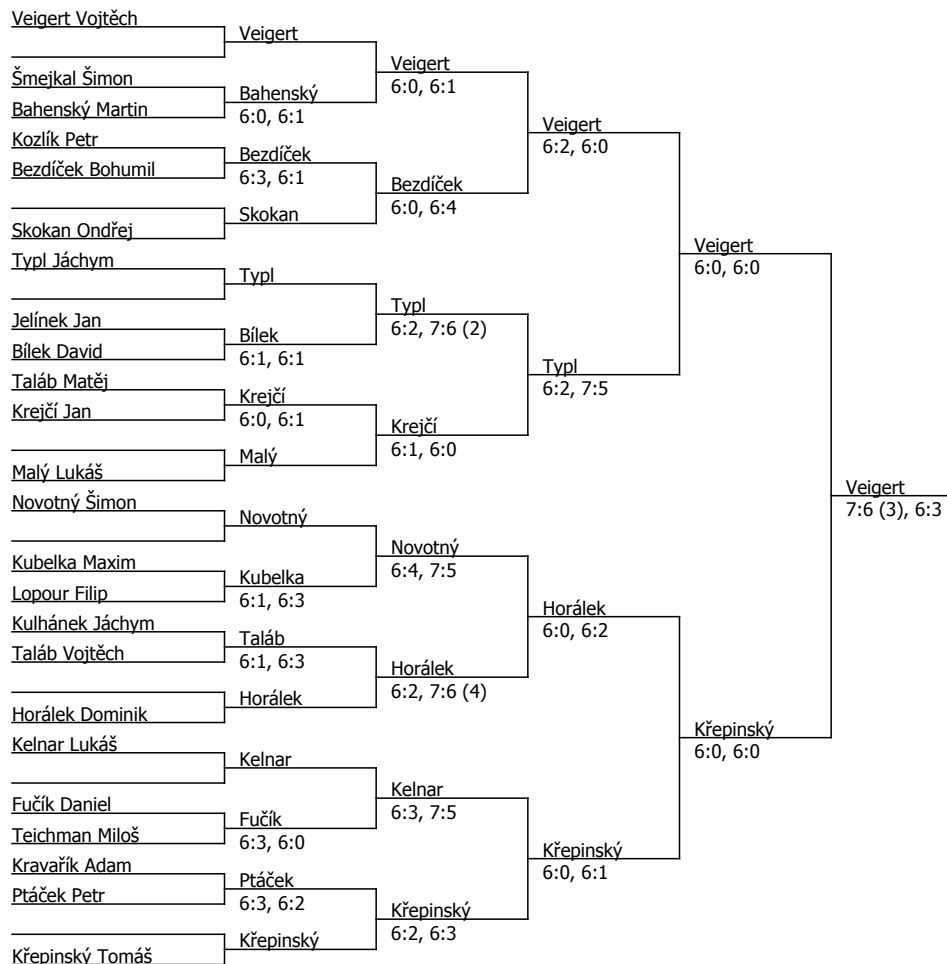 Veigert Vojtěch
Šmejkal Šimon
Bahenský Martin
Kozlík Petr
Bezdíček Bohumil
Skokan Ondřej
Typl Jáchym
Jelínek Jan
Bílek David
Taláb Matěj
Krejčí Jan
Malý Lukáš
Novotný Šimon
Kubelka Maxim
Lopour Filip
Kulhánek Jáchym
Taláb Vojtěch
Horálek Dominik
Kelnar Lukáš
Fučík Daniel
Teichman Miloš
Kravařík Adam
Ptáček Petr
Křepinský Tomáš
Veigert
Bahenský
6:0, 6:1
Bezdíček
6:3, 6:1
Skokan
Typl
Bílek
6:1, 6:1
Krejčí
6:0, 6:1
Malý
Novotný
Kubelka
6:1, 6:3
Taláb
6:1, 6:3
Horálek
Kelnar
Fučík
6:3, 6:0
Ptáček
6:3, 6:2
Křepinský
Veigert
6:0, 6:1
Bezdíček
6:0, 6:4
Typl
6:2, 7:6 (2)
Krejčí
6:1, 6:0
Novotný
6:4, 7:5
Horálek
6:2, 7:6 (4)
Kelnar
6:3, 7:5
Křepinský
6:2, 6:3
Veigert
6:2, 6:0
Typl
6:2, 7:5
Horálek
6:0, 6:2
Křepinský
6:0, 6:1
Veigert
6:0, 6:0
Křepinský
6:0, 6:0
Veigert
7:6 (3), 6:3